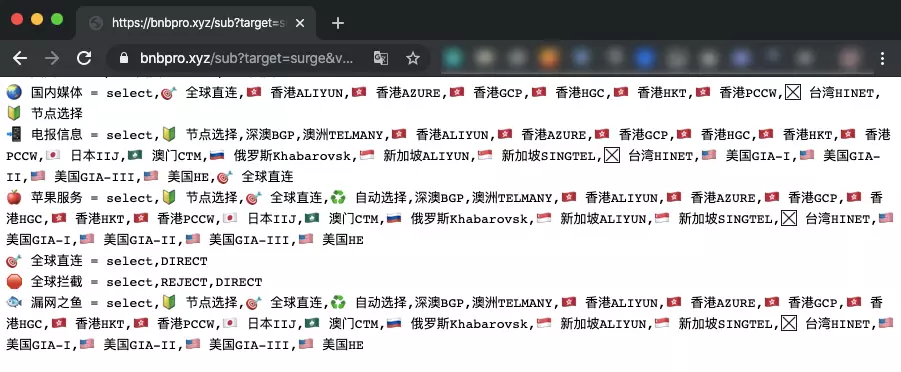 https://bnbpro.xyz/sub?target=s
bnbpro.xyz/sub?target=surge&v...
🌏 国内媒体 = select,🎯 全球直连,🇭🇰 香港ALIYUN,🇭🇰 香港AZURE,🇭🇰 香港GCP,🇭🇰 香港HGC,🇭🇰 香港HKT,🇭🇰 香港PCCW,☒ 台湾HINET,
🔰 节点选择
📲 电报信息 = select,🔰 节点选择,深澳BGP,澳洲TELMANY,🇭🇰 香港ALIYUN,🇭🇰 香港AZURE,🇭🇰 香港GCP,🇭🇰 香港HGC,🇭🇰 香港HKT,🇭🇰 香港
PCCW,🇯🇵 日本IIJ,🇲🇴 澳门CTM,🇷🇺 俄罗斯Khabarovsk,🇸🇬 新加坡ALIYUN,🇸🇬 新加坡SINGTEL,☒ 台湾HINET,🇺🇸 美国GIA-I,🇺🇸 美国GIA-
II,🇺🇸 美国GIA-III,🇺🇸 美国HE,🎯 全球直连
🍎 苹果服务 = select,🔰 节点选择,🎯 全球直连,♻️ 自动选择,深澳BGP,澳洲TELMANY,🇭🇰 香港ALIYUN,🇭🇰 香港AZURE,🇭🇰 香港GCP,🇭🇰 香
港HGC,🇭🇰 香港HKT,🇭🇰 香港PCCW,🇯🇵 日本IIJ,🇲🇴 澳门CTM,🇷🇺 俄罗斯Khabarovsk,🇸🇬 新加坡ALIYUN,🇸🇬 新加坡SINGTEL,☒ 台湾HINET,🇺🇸
美国GIA-I,🇺🇸 美国GIA-II,🇺🇸 美国GIA-III,🇺🇸 美国HE
🎯 全球直连 = select,DIRECT
🛑 全球拦截 = select,REJECT,DIRECT
🐟 漏网之鱼 = select,🔰 节点选择,🎯 全球直连,♻️ 自动选择,深澳BGP,澳洲TELMANY,🇭🇰 香港ALIYUN,🇭🇰 香港AZURE,🇭🇰 香港GCP,🇭🇰 香
港HGC,🇭🇰 香港HKT,🇭🇰 香港PCCW,🇯🇵 日本IIJ,🇲🇴 澳门CTM,🇷🇺 俄罗斯Khabarovsk,🇸🇬 新加坡ALIYUN,🇸🇬 新加坡SINGTEL,☒ 台湾HINET,🇺🇸
美国GIA-I,🇺🇸 美国GIA-II,🇺🇸 美国GIA-III,🇺🇸 美国HE